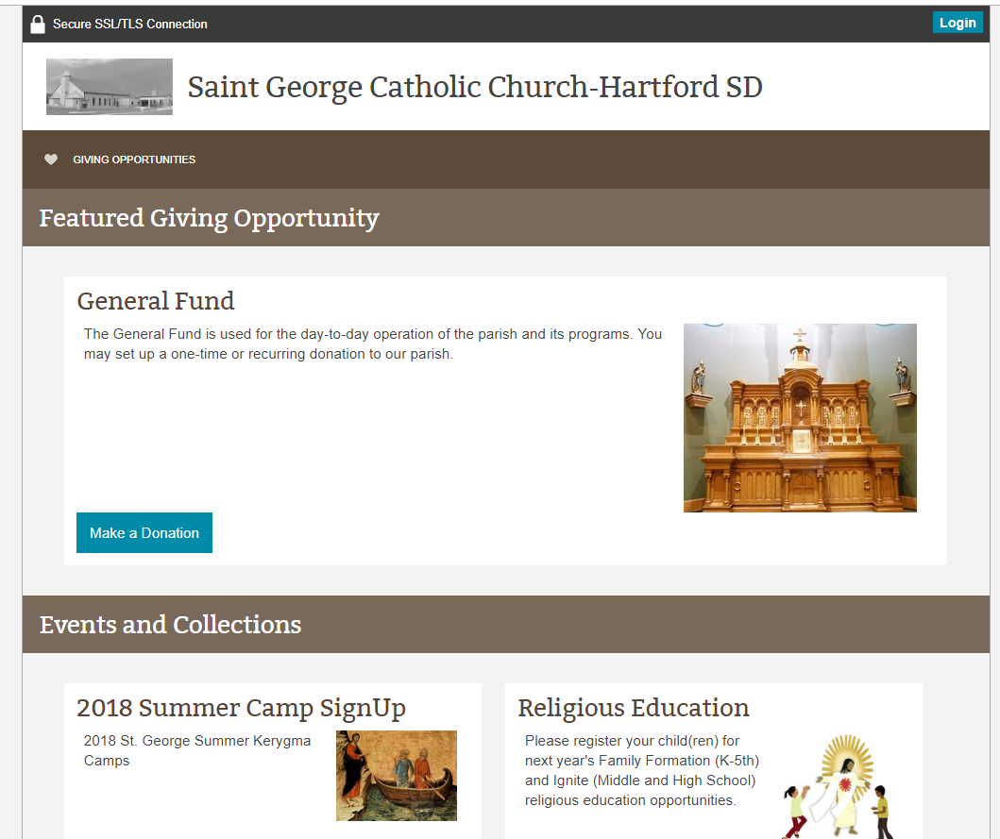 Secure SSL/TLS Connection
Login
Saint George Catholic Church-Hartford SD
GIVING OPPORTUNITIES
Featured Giving Opportunity
General Fund
The General Fund is used for the day-to-day operation of the parish and its programs. You
may set up a one-time or recurring donation to our parish.
Make a Donation
Events and Collections
2018 Summer Camp SignUp
2018 St. George Summer Kerygma
Camps
Religious Education
Please register your child(ren) for
next year's Family Formation (K-5th)
and Ignite (Middle and High School)
religious education opportunities.